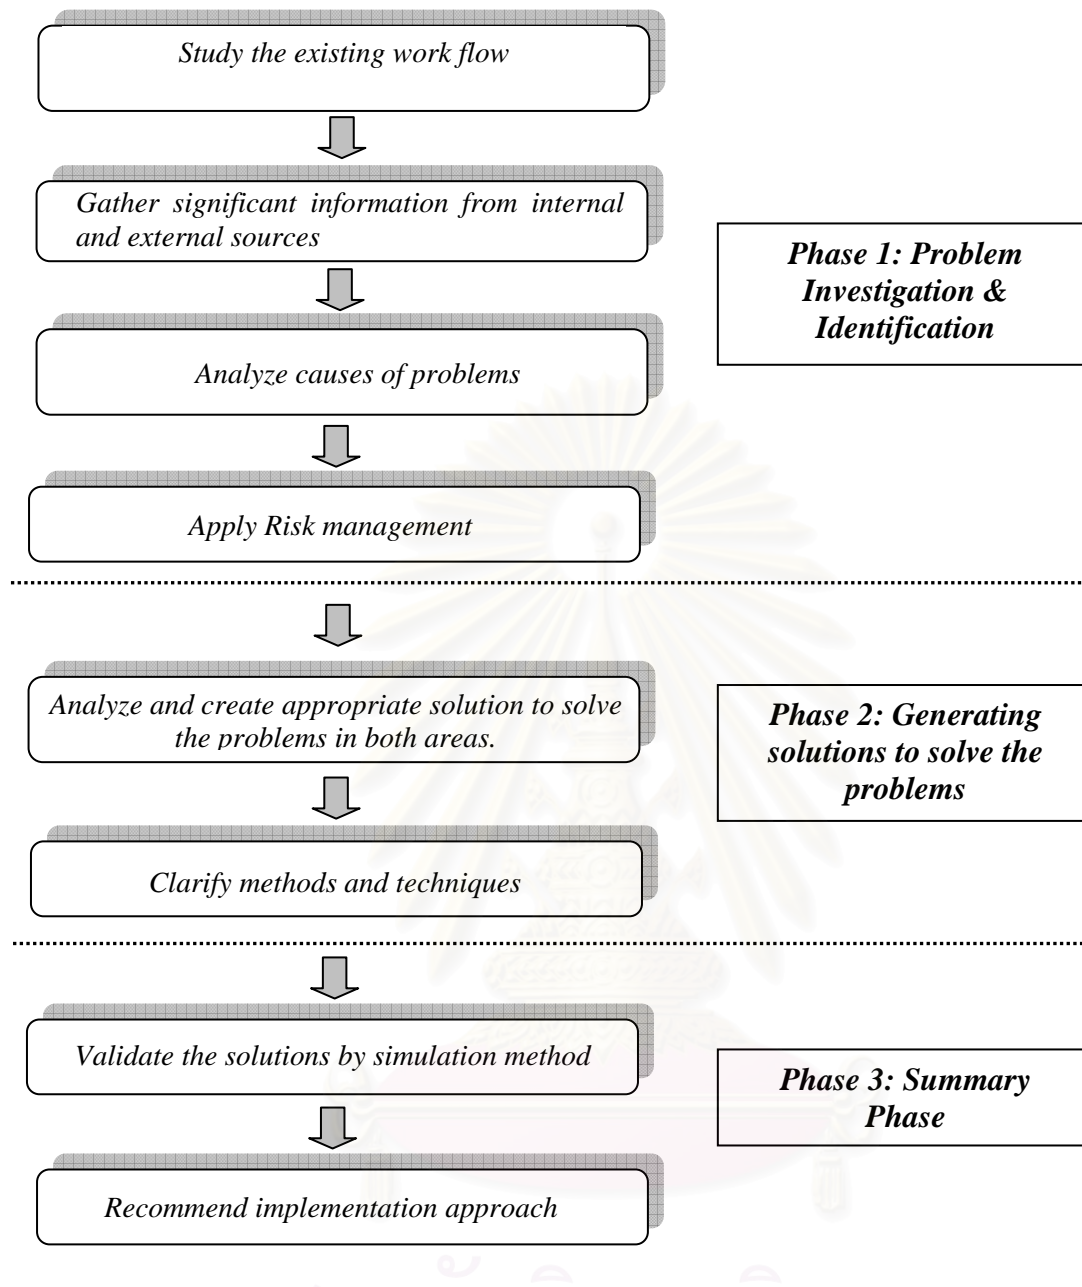 Study the existing work flow
Gather significant information from internal
and external sources
Phase 1: Problem
Investigation &
Identification
Analyze causes of problems
Apply Risk management
Analyze and create appropriate solution to solve
the problems in both areas.
Phase 2: Generating
solutions to solve the
problems
Clarify methods and techniques
Validate the solutions by simulation method
Phase 3: Summary
Phase
Recommend implementation approach